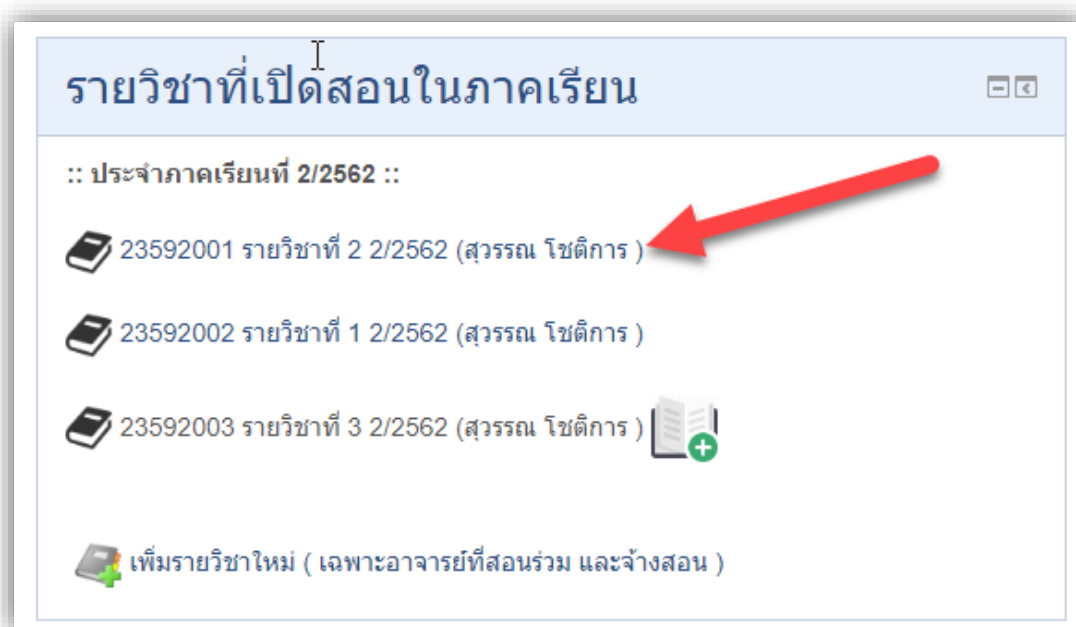 รายวิชาที่เปิดสอนในภาคเรียน
:: ประจำภาคเรียนที่ 2/2562 ::
23592001 รายวิชาที่ 2 2/2562 (สุวรรณ โชติการ )
23592002 รายวิชาที่ 1 2/2562 (สุวรรณ โชติการ )
23592003 รายวิชาที่ 3 2/2562 (สุวรรณ โชติการ )
เพิ่มรายวิชาใหม่ ( เฉพาะอาจารย์ที่สอนร่วม และจ้างสอน )